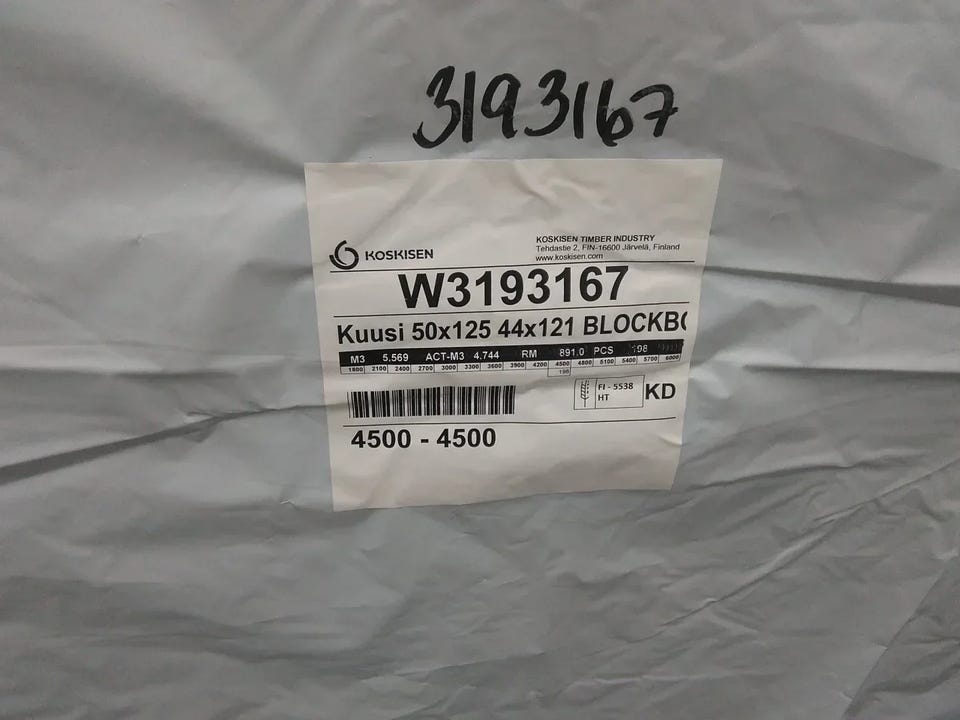 3193167
KOSKISEN
KOSKISEN TIMBER INDUSTRY
Tehdastie 2, FIN-16600 Järvelä, Finland
www.koskisen.com
W3193167
Kuusi 50x125 44x121 BLOCKBO
M3 5,569 ACT-M3 4.744 RM 891.0 PCS 198
1800 2100 2400 2700 3000 3300 3600 3900 4200 4500 4800 5100 5400 5700 6000
198
FI - 5538
HT
KD
4500 - 4500